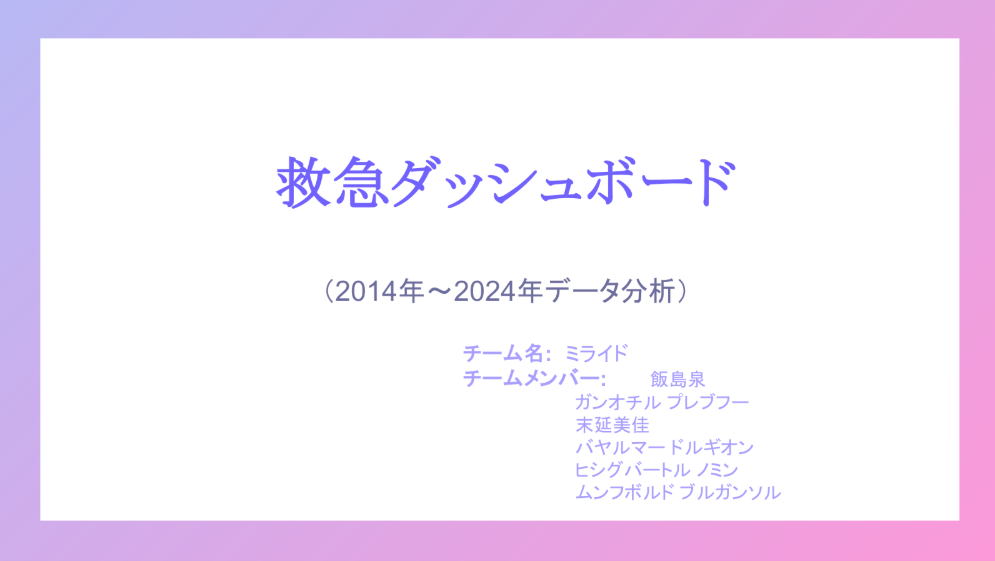 救急ダッシュボード
（2014年～2024年データ分析）
チーム名: ミライド
チームメンバー: 飯島泉
ガンオチル プレブフー
末延美佳
バヤルマー ドルギオン
ヒシグバートル ノミン
ムンフボルド ブルガンソル